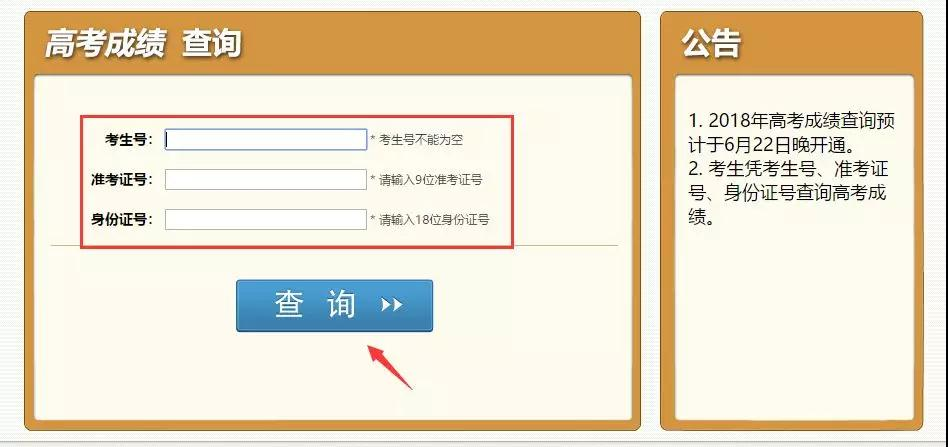 高考成绩 查询
考生号： * 考生号不能为空
准考证号： * 请输入9位准考证号
身份证号： * 请输入18位身份证号
查 询
公告
1. 2018年高考成绩查询预
计于6月22日晚开通。
2. 考生凭考生号、准考证
号、身份证号查询高考成
绩。